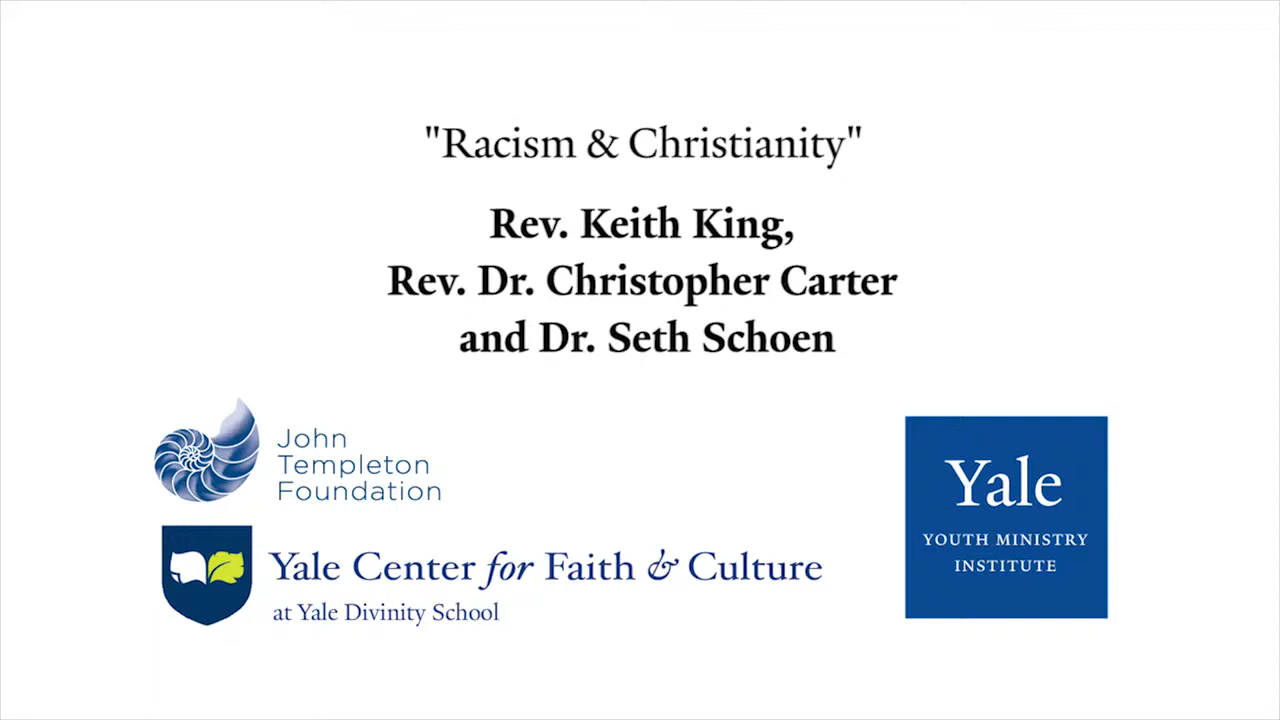 "Racism & Christianity"
Rev. Keith King,
Rev. Dr. Christopher Carter
and Dr. Seth Schoen
John
Templeton
Foundation
Yale Center for Faith & Culture
at Yale Divinity School
Yale
YOUTH MINISTRY
INSTITUTE